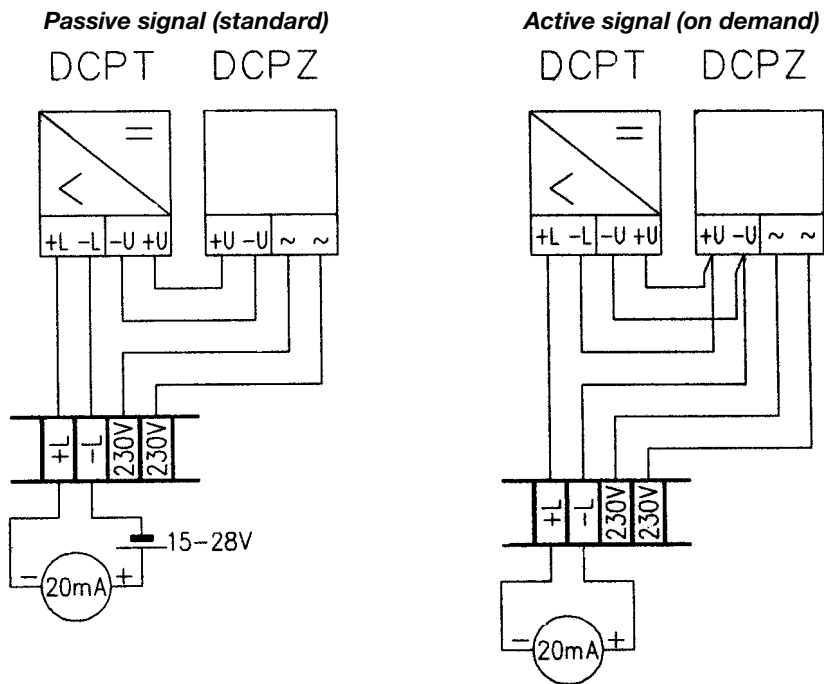 Passive signal (standard)
DCPT DCPZ
=
<
+L -L -U +U +U -U ~ ~
+L -L 230V 230V
15-28V
- 20mA +
Active signal (on demand)
DCPT DCPZ
=
<
+L -L -U +U +U -U ~ ~
+L -L 230V 230V
- 20mA +